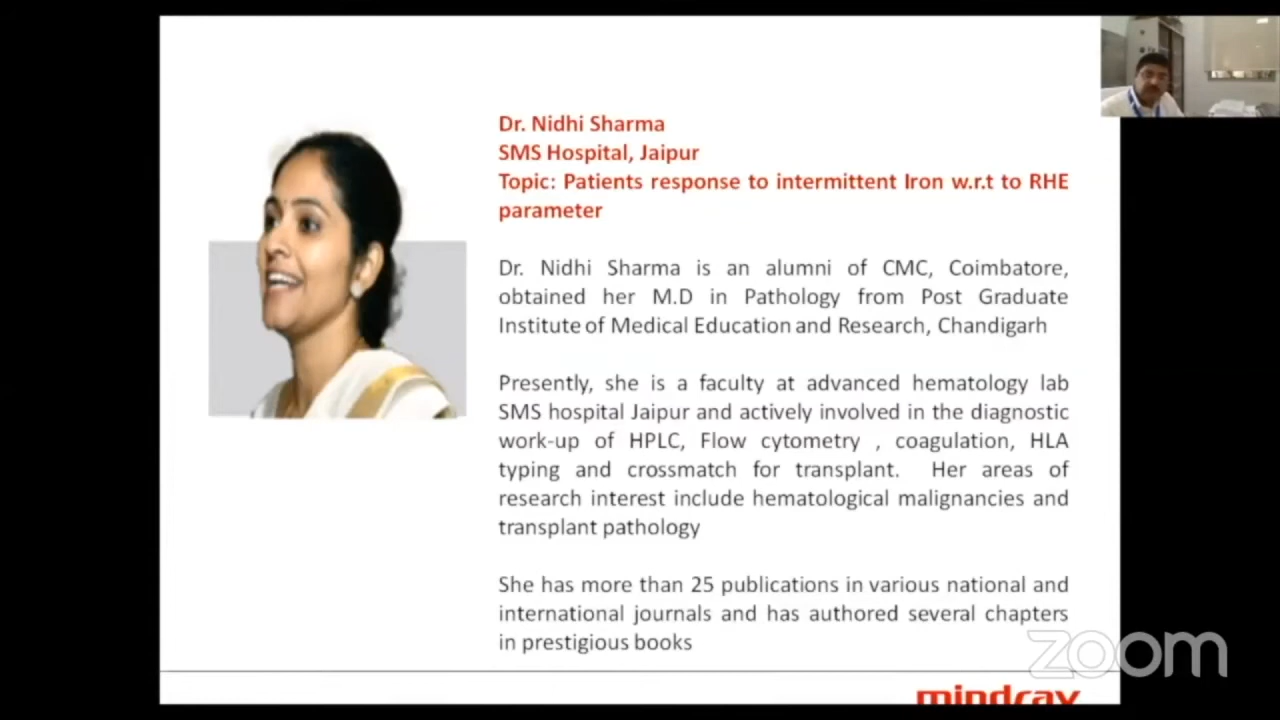 Dr. Nidhi Sharma
SMS Hospital, Jaipur
Topic: Patients response to intermittent Iron w.r.t to RHE
parameter
Dr. Nidhi Sharma is an alumni of CMC, Coimbatore,
obtained her M.D in Pathology from Post Graduate
Institute of Medical Education and Research, Chandigarh
Presently, she is a faculty at advanced hematology lab
SMS hospital Jaipur and actively involved in the diagnostic
work-up of HPLC, Flow cytometry , coagulation, HLA
typing and crossmatch for transplant. Her areas of
research interest include hematological malignancies and
transplant pathology
She has more than 25 publications in various national and
international journals and has authored several chapters
in prestigious books
zoom
mindray